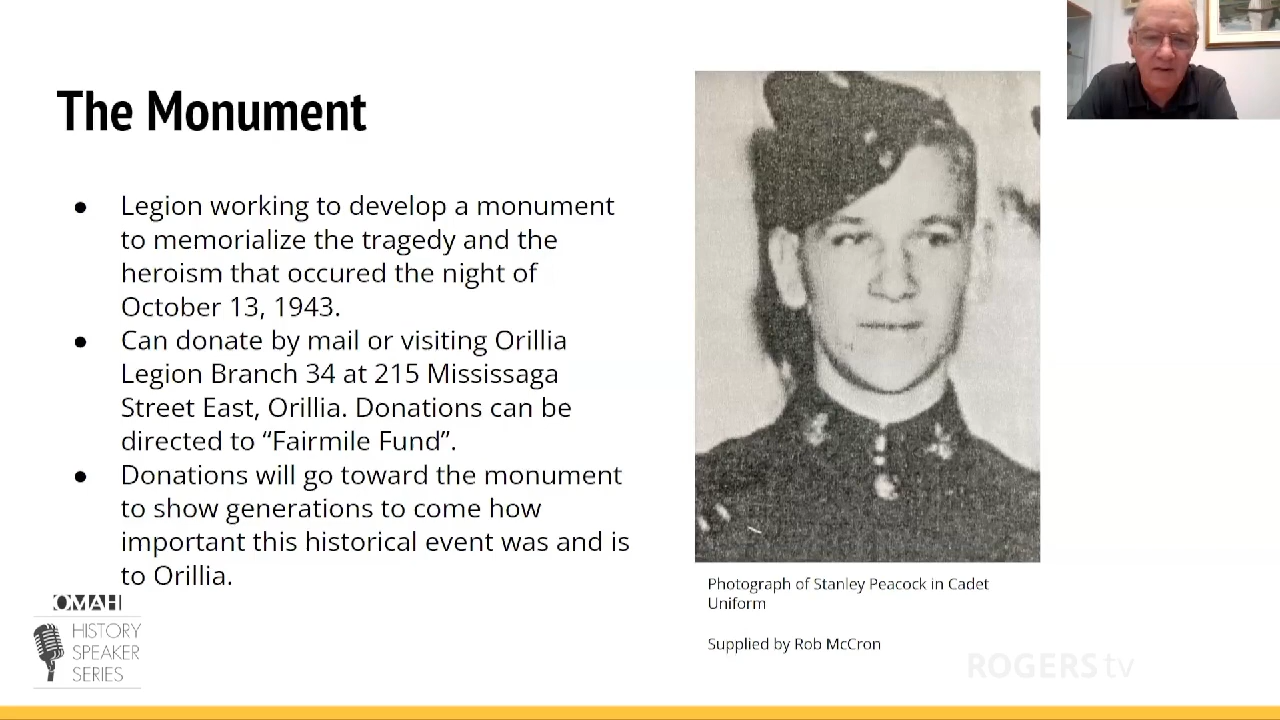 The Monument
● Legion working to develop a monument
to memorialize the tragedy and the
heroism that occured the night of
October 13, 1943.
● Can donate by mail or visiting Orillia
Legion Branch 34 at 215 Mississaga
Street East, Orillia. Donations can be
directed to “Fairmile Fund”.
● Donations will go toward the monument
to show generations to come how
important this historical event was and is
to Orillia.
OMAH
HISTORY
SPEAKER
SERIES
Photograph of Stanley Peacock in Cadet
Uniform
Supplied by Rob McCron
ROGERS tv